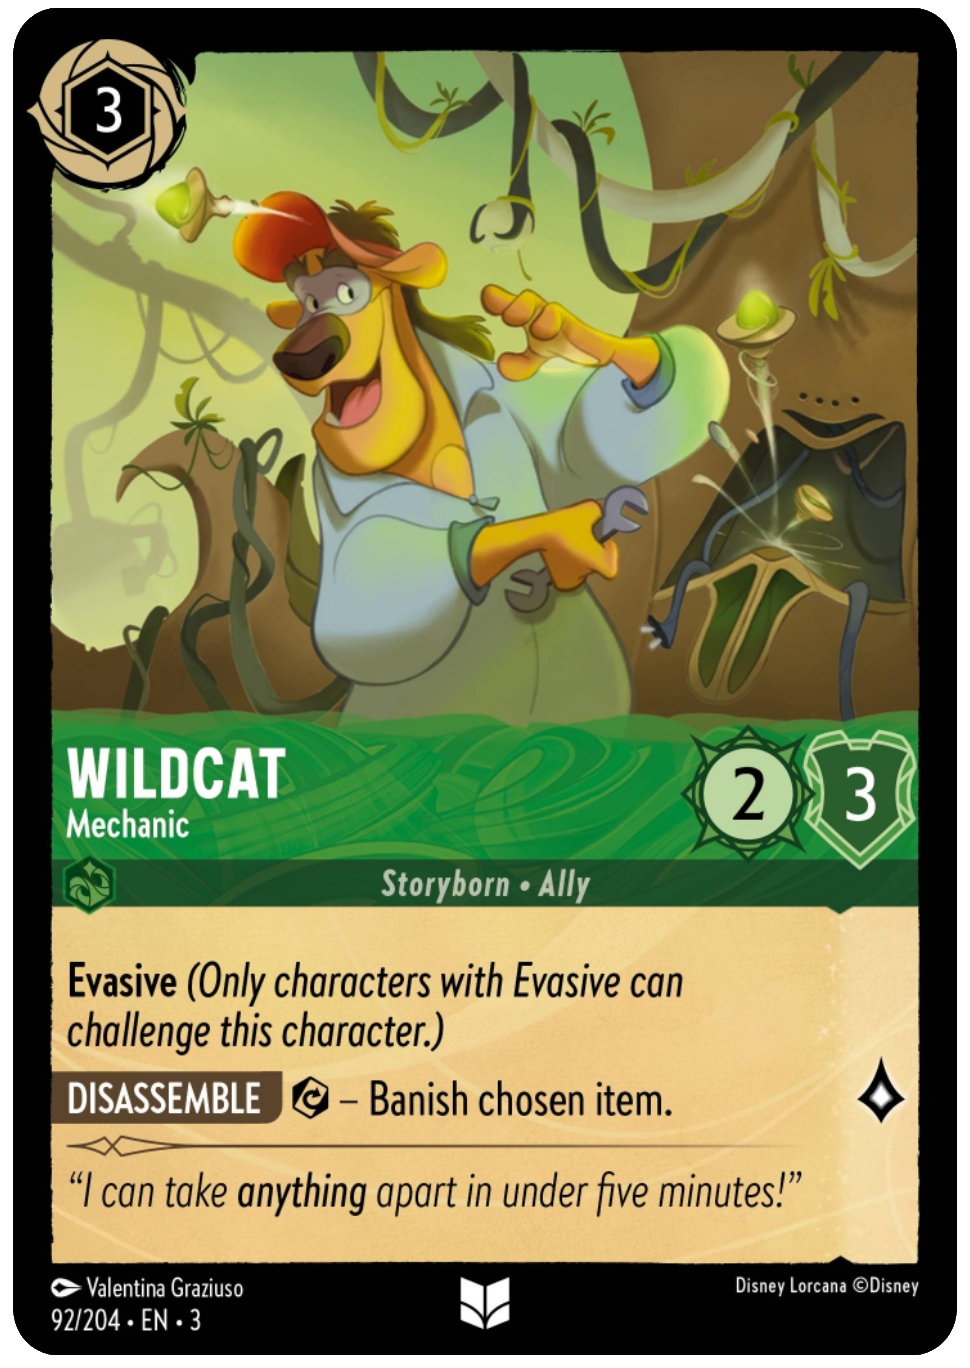 3
WILDCAT
Mechanic
2
3
Storyborn • Ally
Evasive (Only characters with Evasive can
challenge this character.)
DISASSEMBLE – Banish chosen item.
“I can take anything apart in under five minutes!”
Valentina Graziuso
Disney Lorcana ©Disney
92/204 • EN • 3